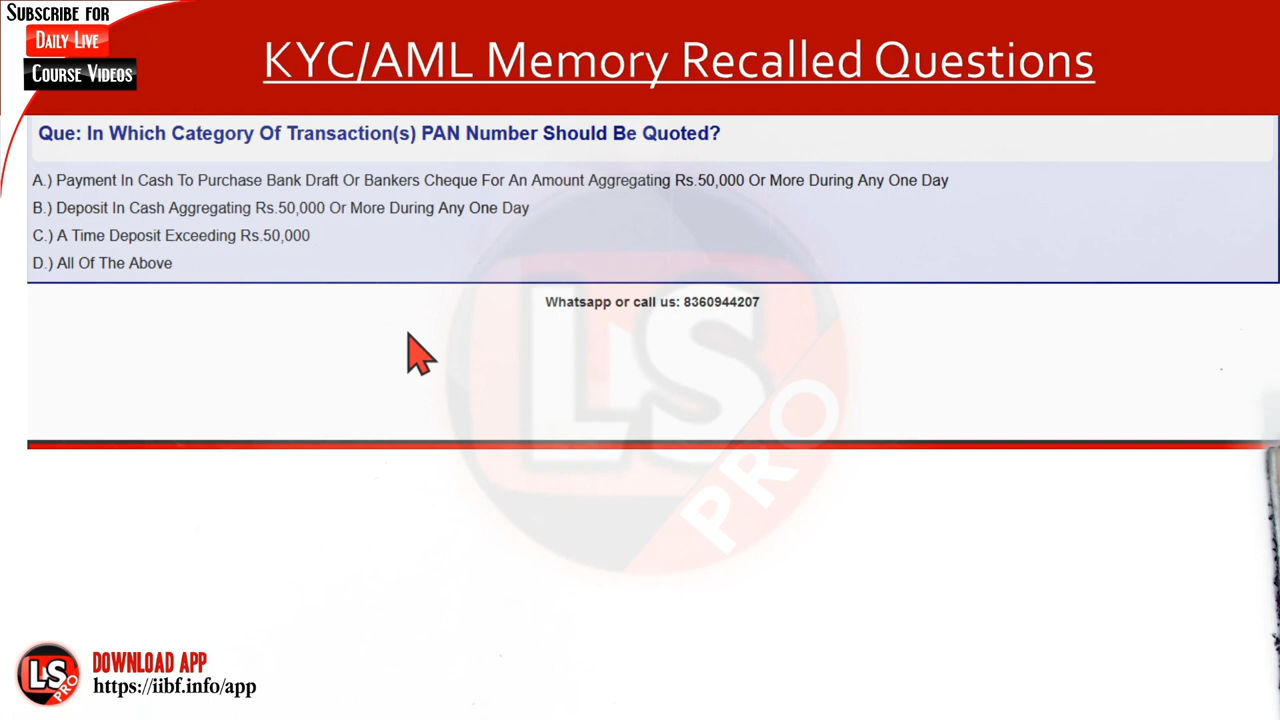 SUBSCRIBE FOR
DAILY LIVE
COURSE VIDEOS
KYC/AML Memory Recalled Questions
Que: In Which Category Of Transaction(s) PAN Number Should Be Quoted?
A.) Payment In Cash To Purchase Bank Draft Or Bankers Cheque For An Amount Aggregating Rs.50,000 Or More During Any One Day
B.) Deposit In Cash Aggregating Rs.50,000 Or More During Any One Day
C.) A Time Deposit Exceeding Rs.50,000
D.) All Of The Above
Whatsapp or call us: 8360944207
LS
PRO
LS
PRO
DOWNLOAD APP
https://iibf.info/app